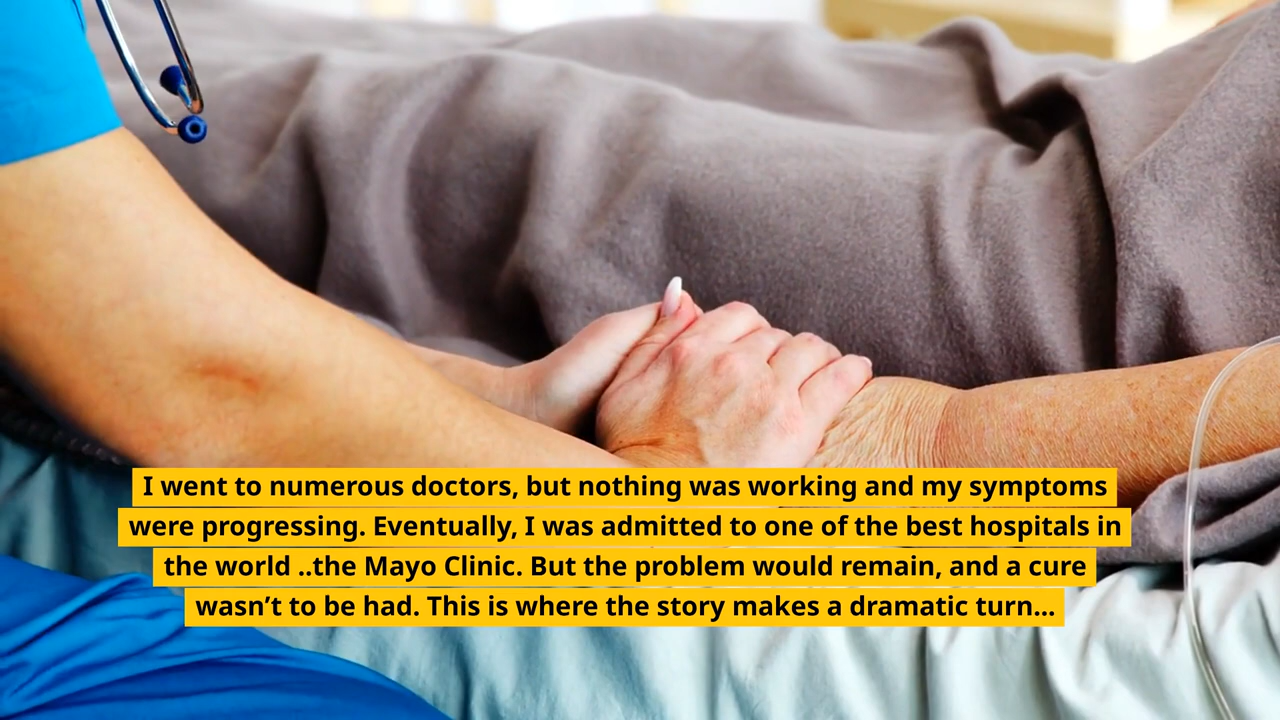 I went to numerous doctors, but nothing was working and my symptoms
were progressing. Eventually, I was admitted to one of the best hospitals in
the world ..the Mayo Clinic. But the problem would remain, and a cure
wasn’t to be had. This is where the story makes a dramatic turn...